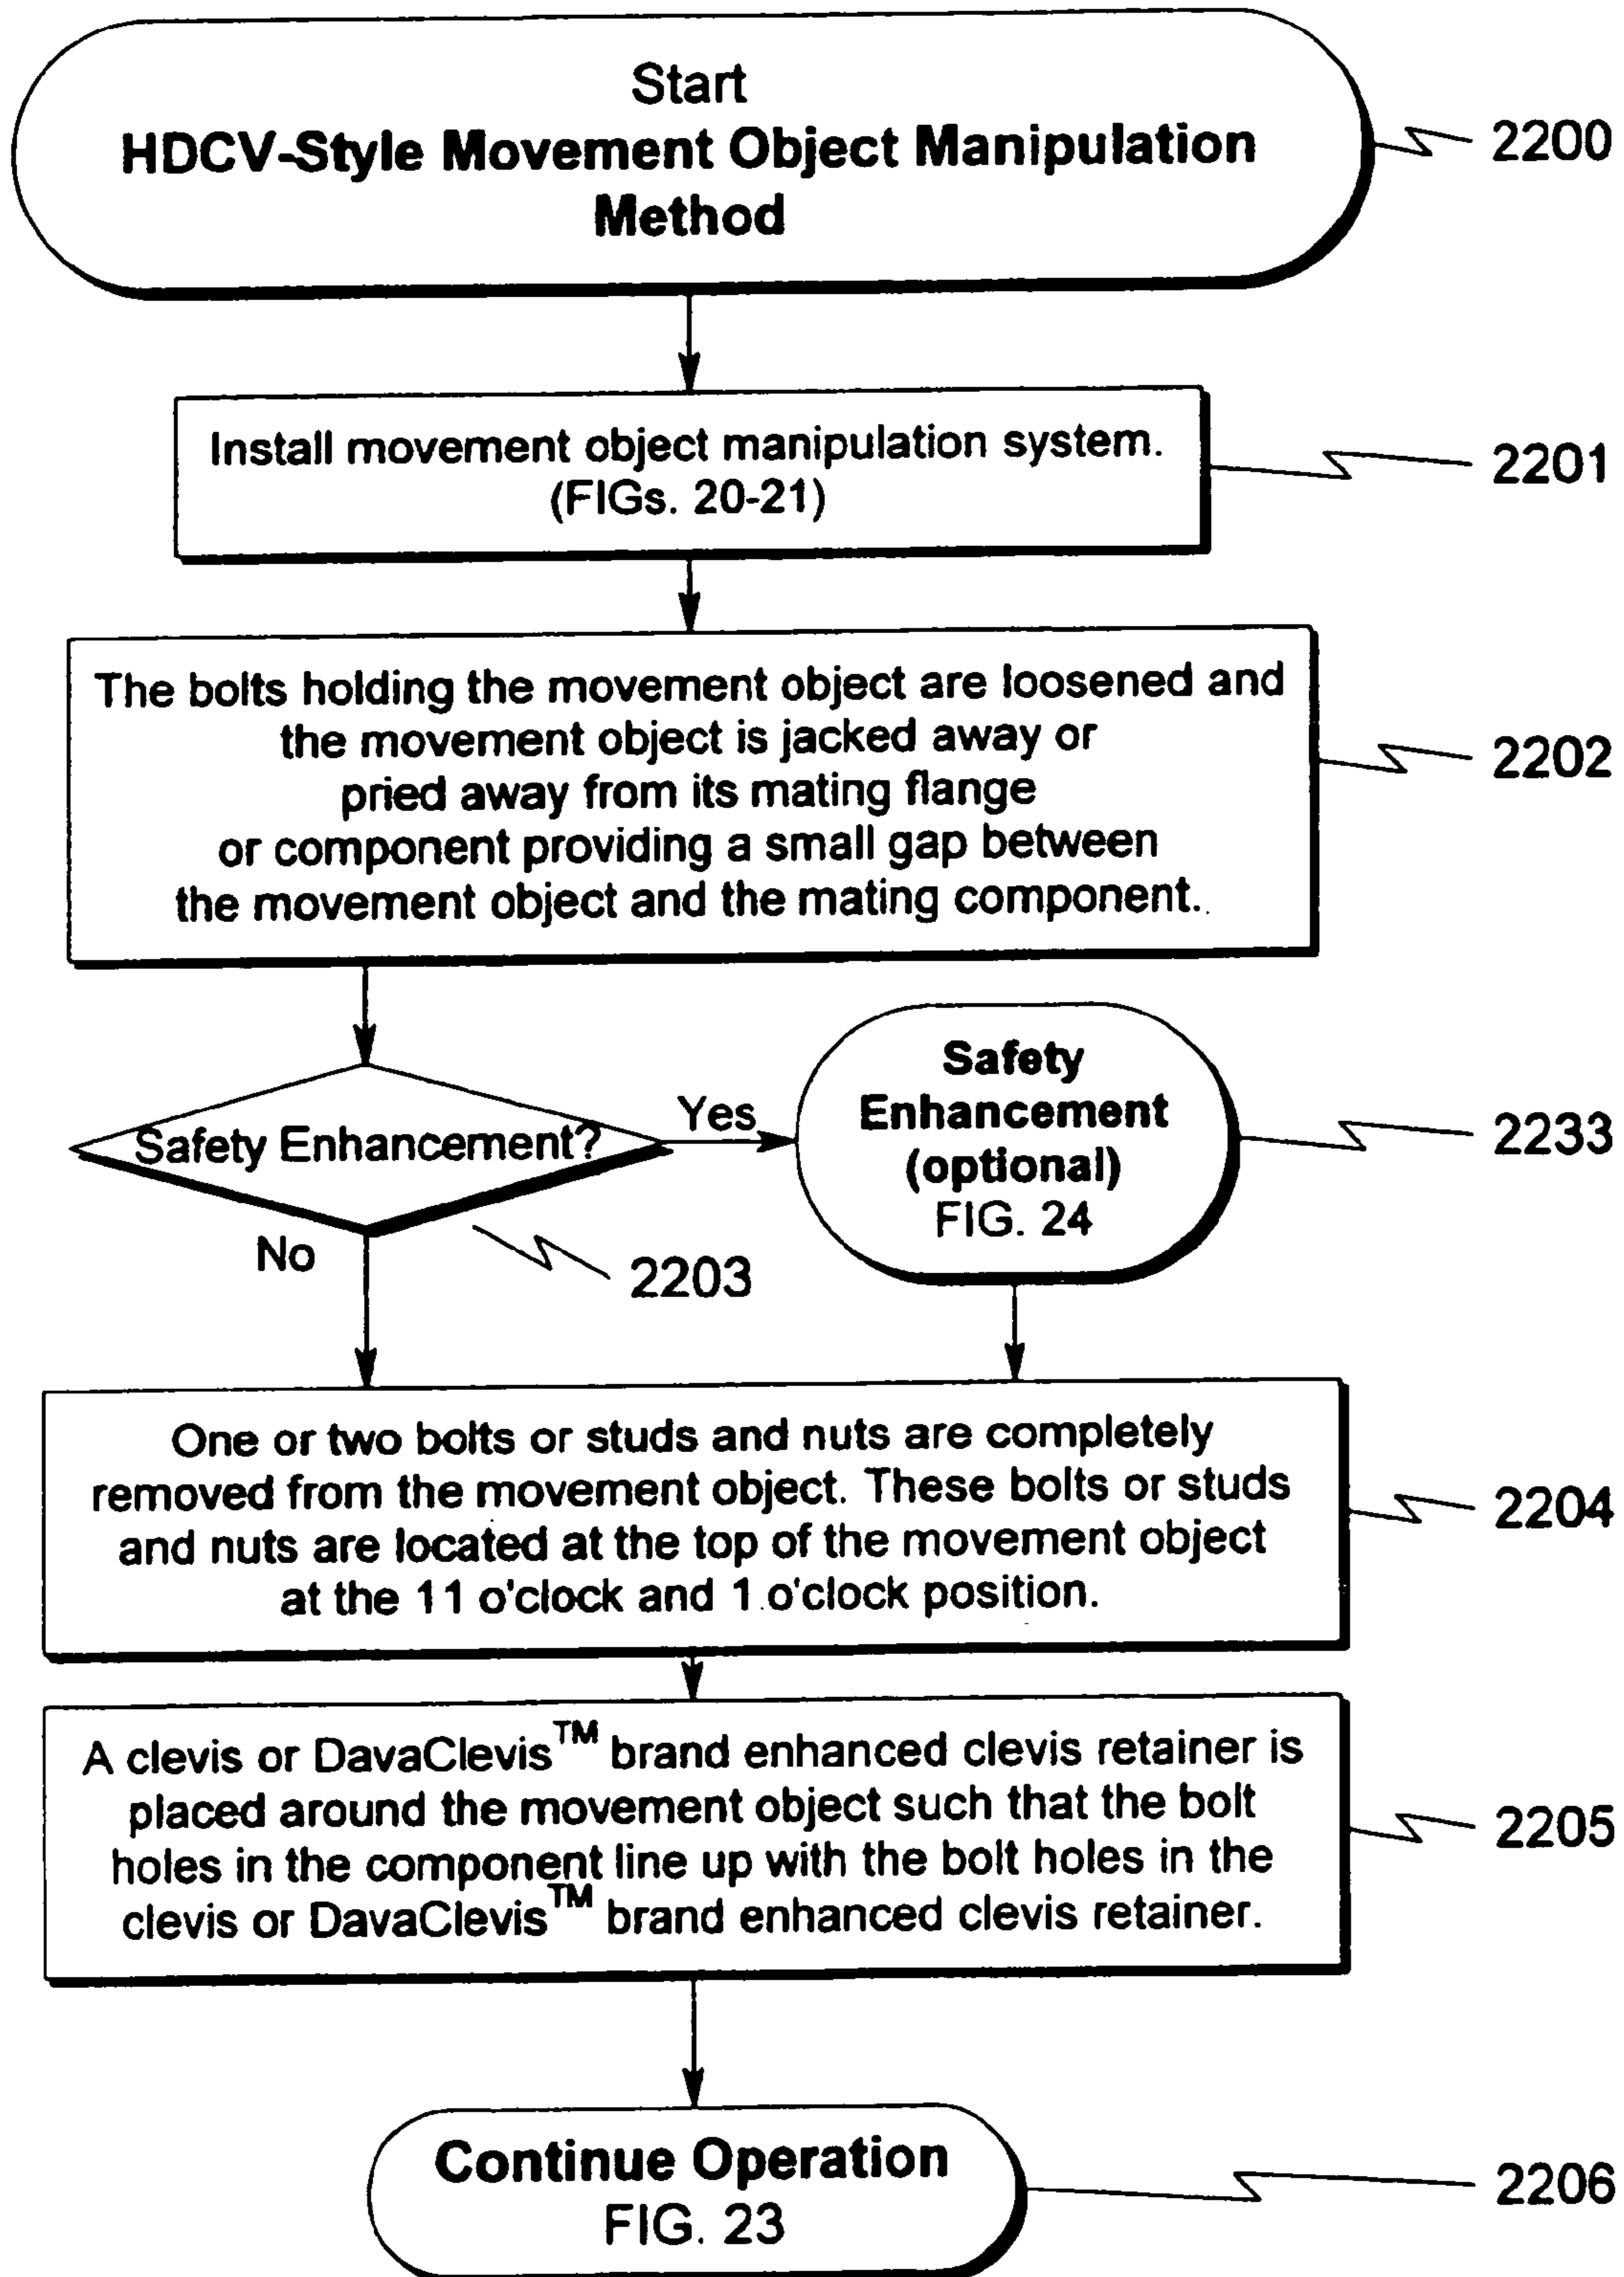 Start
HDCV-Style Movement Object Manipulation
Method
2200
Install movement object manipulation system.
(FIGs. 20-21)
2201
The bolts holding the movement object are loosened and
the movement object is jacked away or
pried away from its mating flange
or component providing a small gap between
the movement object and the mating component.
2202
Safety Enhancement?
Yes
No
2203
Safety
Enhancement
(optional)
FIG. 24
2233
One or two bolts or studs and nuts are completely
removed from the movement object. These bolts or studs
and nuts are located at the top of the movement object
at the 11 o'clock and 1 o'clock position.
2204
A clevis or DavaClevis™ brand enhanced clevis retainer is
placed around the movement object such that the bolt
holes in the component line up with the bolt holes in the
clevis or DavaClevis™ brand enhanced clevis retainer.
2205
Continue Operation
FIG. 23
2206